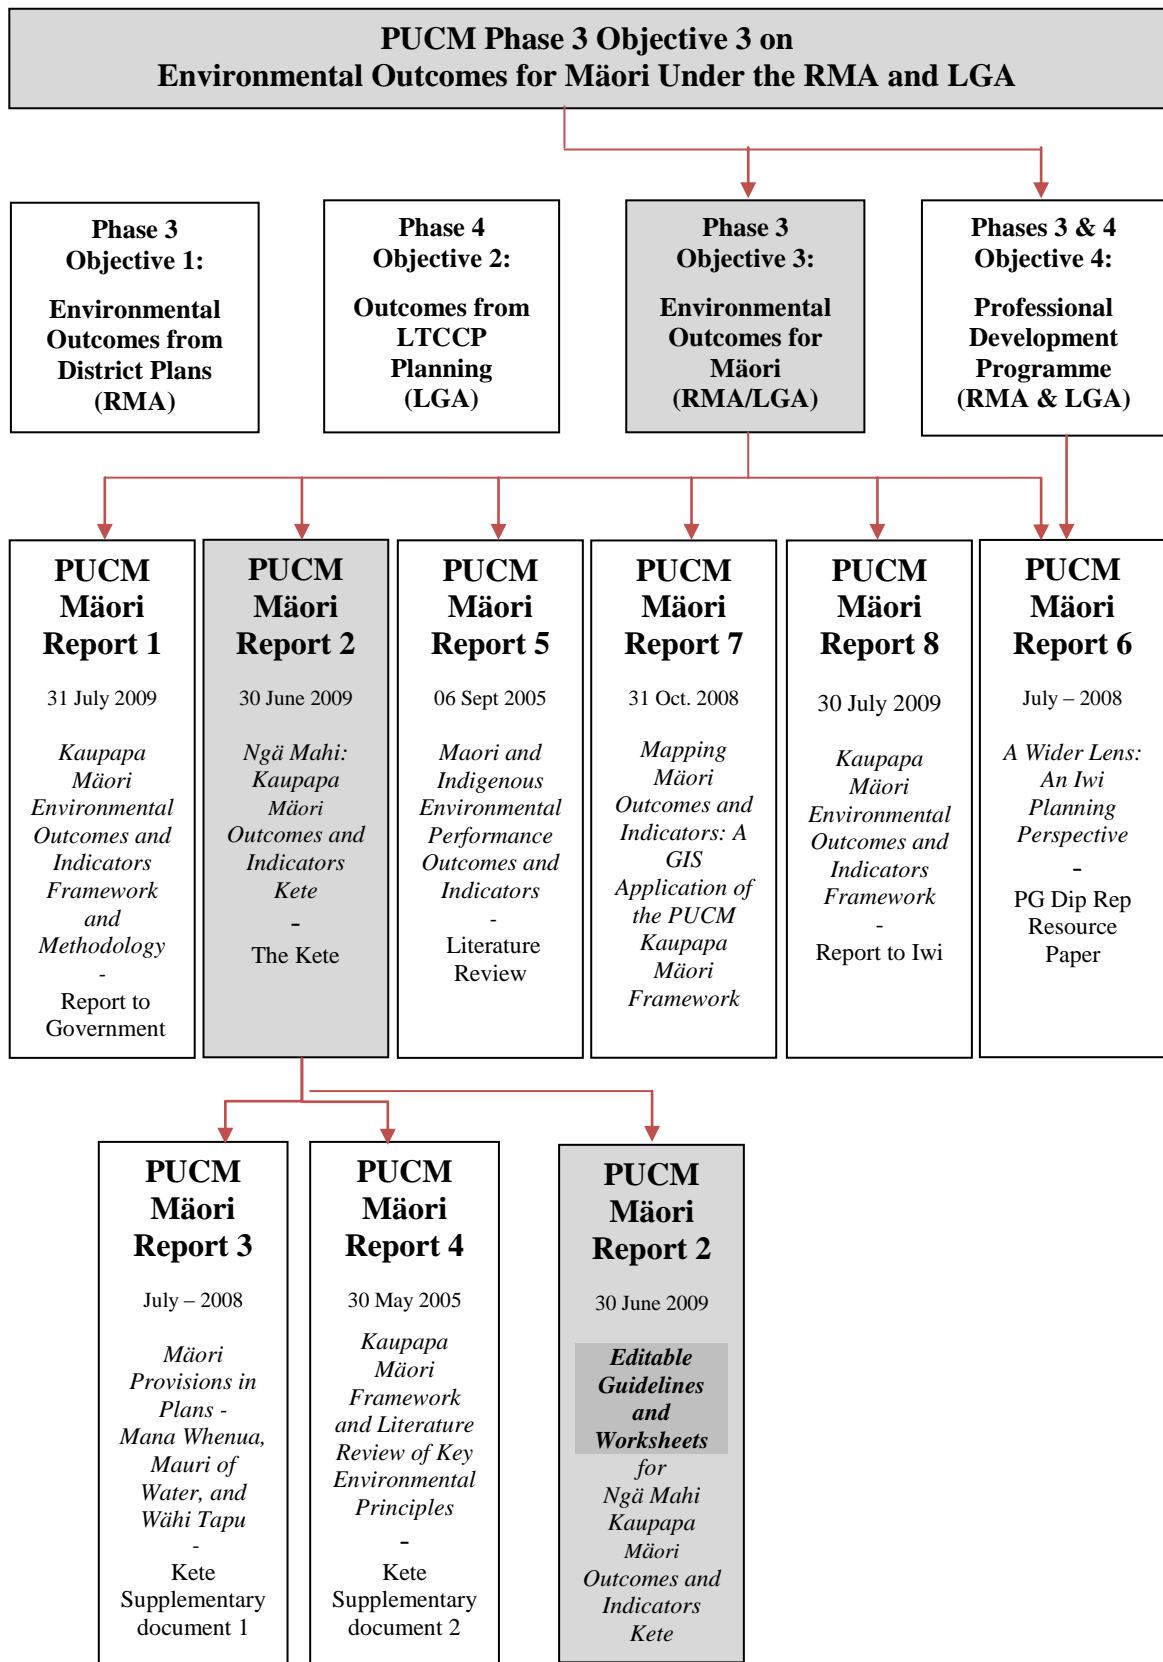 PUCM Phase 3 Objective 3 on
Environmental Outcomes for Mäori Under the RMA and LGA
Phase 3
Objective 1:
Environmental
Outcomes from
District Plans
(RMA)
Phase 4
Objective 2:
Outcomes from
LTCCP
Planning
(LGA)
Phase 3
Objective 3:
Environmental
Outcomes for
Mäori
(RMA/LGA)
Phases 3 & 4
Objective 4:
Professional
Development
Programme
(RMA & LGA)
PUCM
Mäori
Report 1
31 July 2009
Kaupapa
Mäori
Environmental
Outcomes and
Indicators
Framework
and
Methodology
-
Report to
Government
PUCM
Mäori
Report 2
30 June 2009
Ngä Mahi:
Kaupapa
Mäori
Outcomes and
Indicators
Kete
-
The Kete
PUCM
Mäori
Report 5
06 Sept 2005
Maori and
Indigenous
Environmental
Performance
Outcomes and
Indicators
-
Literature
Review
PUCM
Mäori
Report 7
31 Oct. 2008
Mapping
Mäori
Outcomes and
Indicators: A
GIS
Application of
the PUCM
Kaupapa
Mäori
Framework
PUCM
Mäori
Report 8
30 July 2009
Kaupapa
Mäori
Environmental
Outcomes and
Indicators
Framework
-
Report to Iwi
PUCM
Mäori
Report 6
July – 2008
A Wider Lens:
An Iwi
Planning
Perspective
-
PG Dip Rep
Resource
Paper
PUCM
Mäori
Report 3
July – 2008
Mäori
Provisions in
Plans -
Mana Whenua,
Mauri of
Water, and
Wähi Tapu
-
Kete
Supplementary
document 1
PUCM
Mäori
Report 4
30 May 2005
Kaupapa
Mäori
Framework
and Literature
Review of Key
Environmental
Principles
-
Kete
Supplementary
document 2
PUCM
Mäori
Report 2
30 June 2009
Editable
Guidelines
and
Worksheets
for
Ngä Mahi
Kaupapa
Mäori
Outcomes and
Indicators
Kete